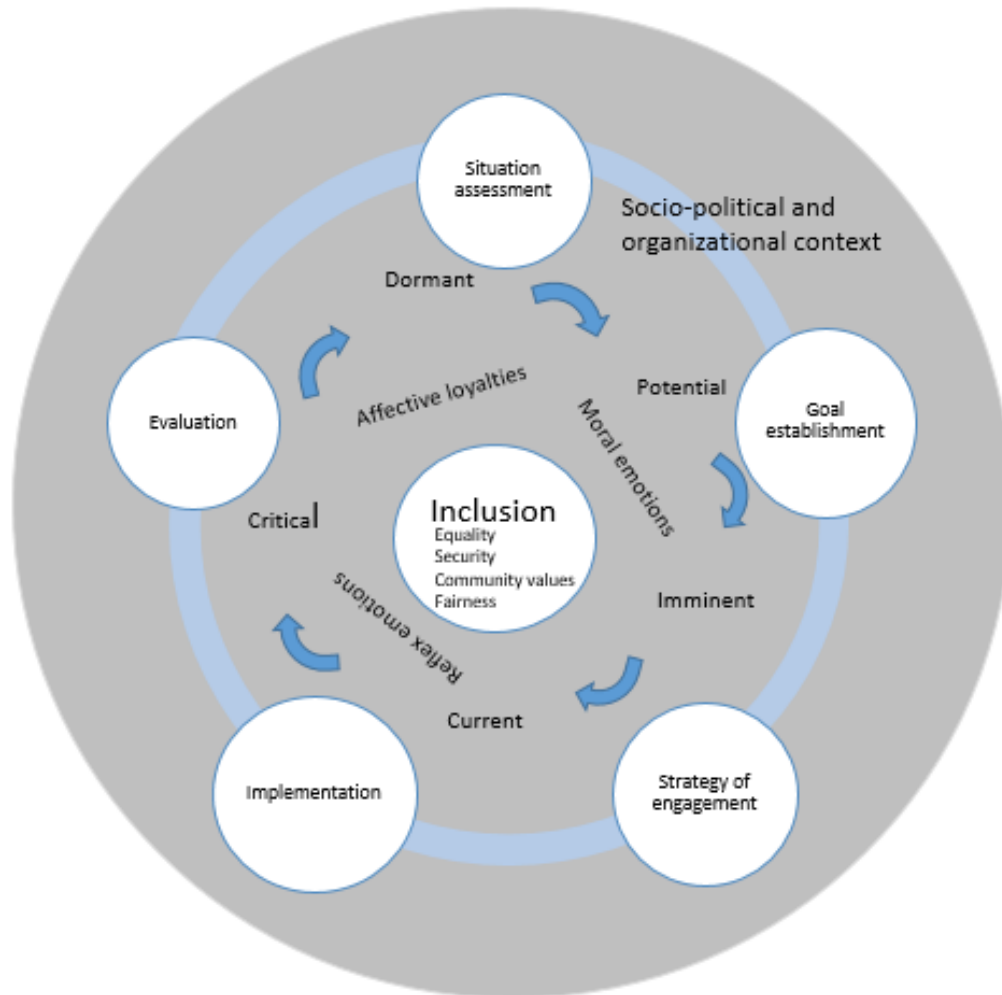 Situation
assessment
Socio-political and
organizational context
Dormant
Potential
Goal
establishment
Affective loyalties
Moral emotions
Evaluation
Critical
Inclusion
Equality
Security
Community values
Fairness
Imminent
Reflex emotions
Current
Implementation
Strategy of
engagement